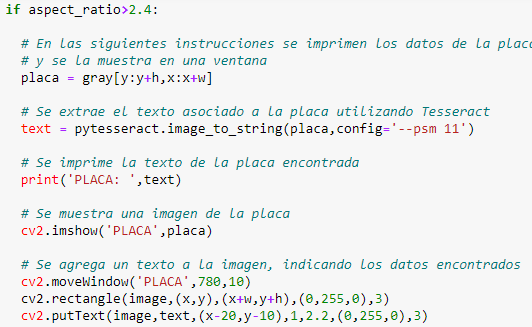 if aspect_ratio>2.4:
# En las siguientes instrucciones se imprimen los datos de la
# y se la muestra en una ventana
placa = gray[y:y+h,x:x+w]
# Se extrae el texto asociado a la placa utilizando Tesseract
text = pytesseract.image_to_string(placa,config='--psm 11')
# Se imprime la texto de la placa encontrada
print('PLACA: ',text)
# Se muestra una imagen de la placa
cv2.imshow('PLACA',placa)
# Se agrega un texto a la imagen, indicando los datos encontrados
cv2.moveWindow('PLACA',780,10)
cv2.rectangle(image,(x,y),(x+w,y+h),(0,255,0),3)
cv2.putText(image,text,(x-20,y-10),1,2.2,(0,255,0),3)